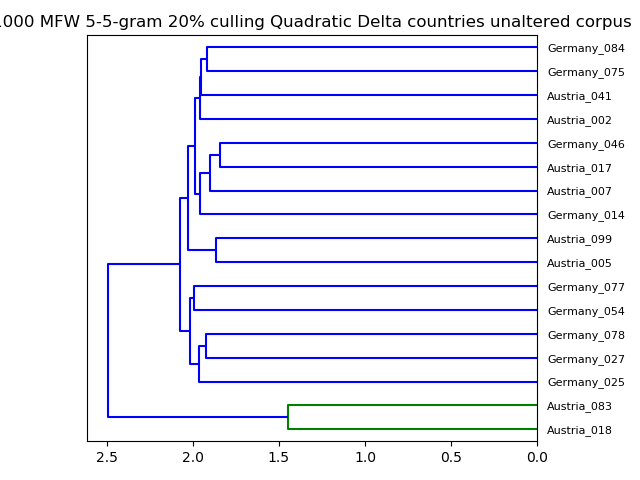 000 MFW 5-5-gram 20% culling Quadratic Delta countries unaltered corpus
Germany_084
Germany_075
Austria_041
Austria_002
Germany_046
Austria_017
Austria_007
Germany_014
Austria_099
Austria_005
Germany_077
Germany_054
Germany_078
Germany_027
Germany_025
Austria_083
Austria_018
2.5 2.0 1.5 1.0 0.5 0.0